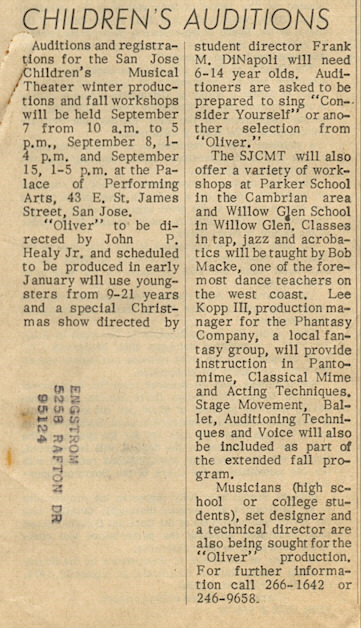 CHILDREN'S AUDITIONS
Auditions and registra-
tions for the San Jose
Children's Musical
Theater winter produc-
tions and fall workshops
will be held September
7 from 10 a.m. to 5
p.m., September 8, 1-
4 p.m. and September
15, 1-5 p.m. at the Pa-
lace of Performing
Arts, 43 E. St. James
Street, San Jose.
"Oliver" to be di-
rected by John P.
Healy Jr. and scheduled
to be produced in early
January will use young-
sters from 9-21 years
and a special Christ-
mas show directed by
student director Frank
M. DiNapoli will need
6-14 year olds. Audi-
tioners are asked to be
prepared to sing "Con-
sider Yourself" or ano-
ther selection from
"Oliver."
The SJCMT will also
offer a variety of work-
shops at Parker School
in the Cambrian area
and Willow Glen School
in Willow Glen. Classes
in tap, jazz and acroba-
tics will be taught by Bob
Macke, one of the fore-
most dance teachers on
the west coast. Lee
Kopp III, production ma-
nager for the Phantasy
Company, a local fan-
tasy group, will provide
instruction in Panto-
mime, Classical Mime
and Acting Techniques.
Stage Movement, Bal-
let, Auditioning Techni-
ques and Voice will also
be included as part of
the extended fall pro-
gram.
Musicians (high sc-
hool or college stu-
dents), set designer and
a technical director are
also being sought for the
"Oliver" production.
For further informa-
tion call 266-1642 or
246-9658.
ENGSTROM
5258 RAFTON DR
95124